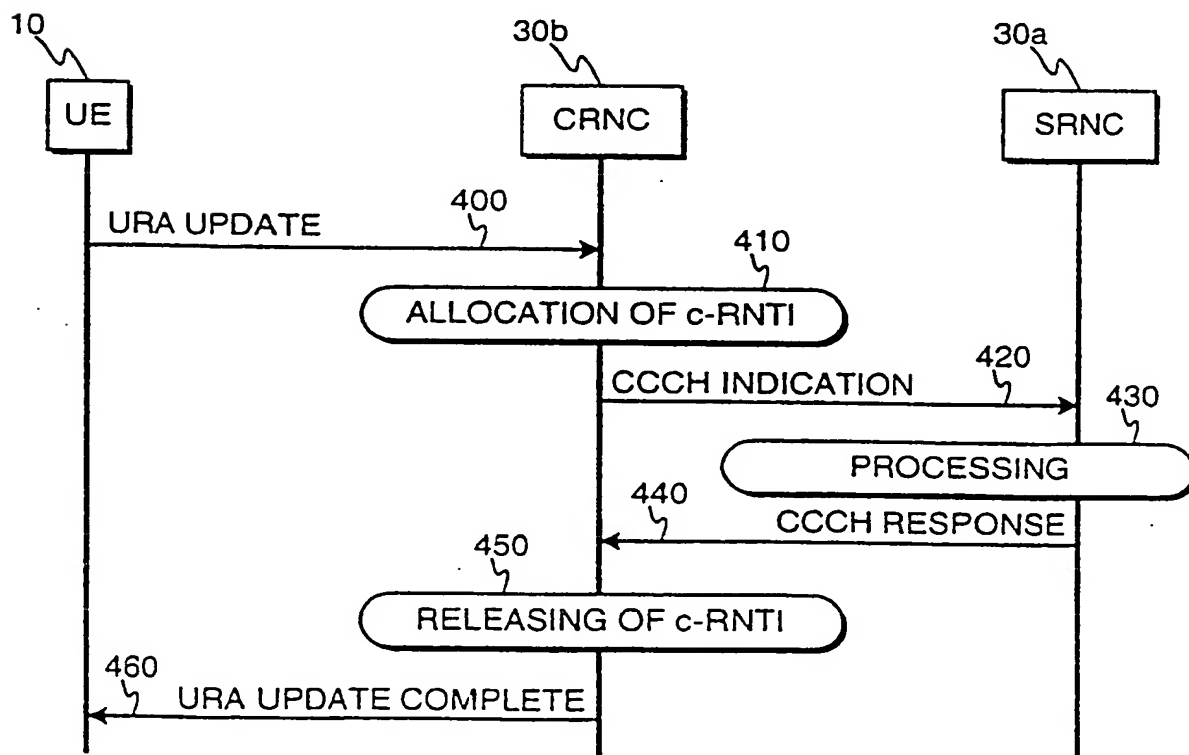 10
30b
30a
UE
CRNC
SRNC
URA UPDATE
400
410
ALLOCATION OF c-RNTI
CCCH INDICATION
420
430
PROCESSING
440
CCCH RESPONSE
450
RELEASING OF c-RNTI
460
URA UPDATE COMPLETE